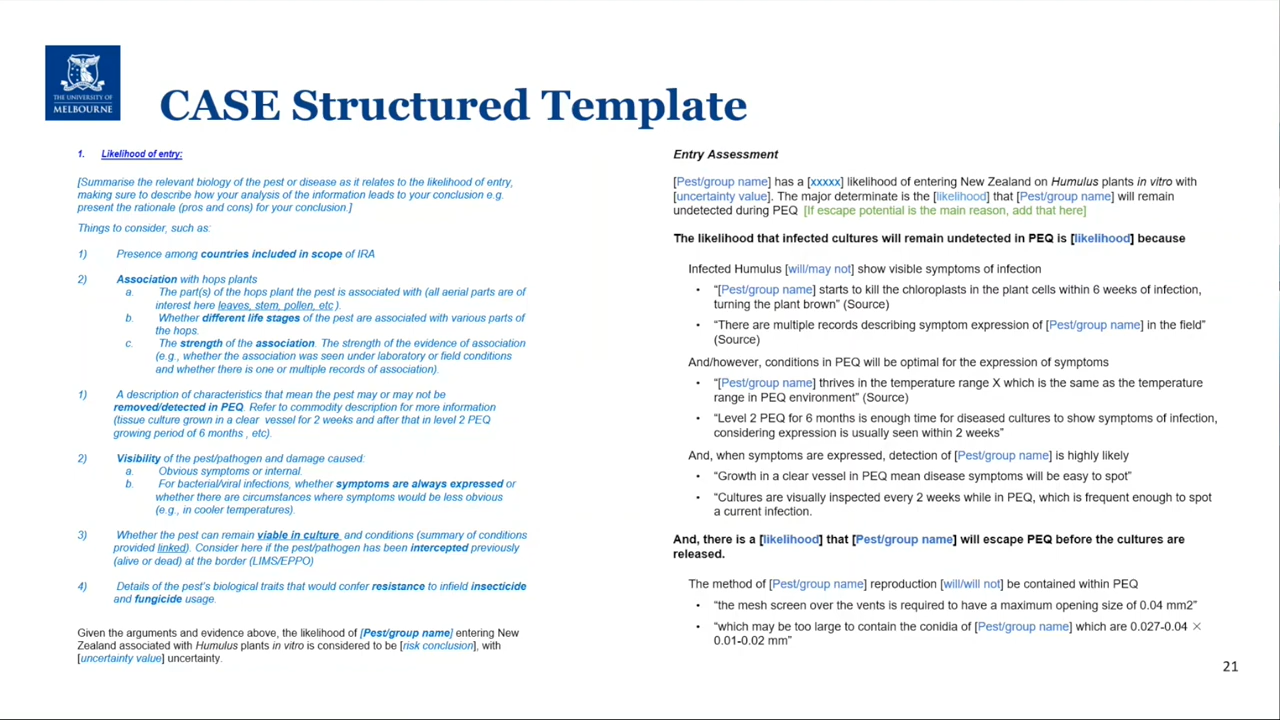 THE UNIVERSITY OF
MELBOURNE
CASE Structured Template
1. Likelihood of entry:
[Summarise the relevant biology of the pest or disease as it relates to the likelihood of entry,
making sure to describe how your analysis of the information leads to your conclusion e.g.
present the rationale (pros and cons) for your conclusion.]
Things to consider, such as:
1) Presence among countries included in scope of IRA
2) Association with hops plants
a. The part(s) of the hops plant the pest is associated with (all aerial parts are of
interest here leaves, stem, pollen, etc ).
b. Whether different life stages of the pest are associated with various parts of
the hops.
c. The strength of the association. The strength of the evidence of association
(e.g., whether the association was seen under laboratory or field conditions
and whether there is one or multiple records of association).
1) A description of characteristics that mean the pest may or may not be
removed/detected in PEQ. Refer to commodity description for more information
(tissue culture grown in a clear vessel for 2 weeks and after that in level 2 PEQ
growing period of 6 months , etc).
2) Visibility of the pest/pathogen and damage caused:
a. Obvious symptoms or internal.
b. For bacterial/viral infections, whether symptoms are always expressed or
whether there are circumstances where symptoms would be less obvious
(e.g., in cooler temperatures).
3) Whether the pest can remain viable in culture and conditions (summary of conditions
provided linked). Consider here if the pest/pathogen has been intercepted previously
(alive or dead) at the border (LIMS/EPPO)
4) Details of the pest's biological traits that would confer resistance to infield insecticide
and fungicide usage.
Given the arguments and evidence above, the likelihood of [Pest/group name] entering New
Zealand associated with Humulus plants in vitro is considered to be [risk conclusion], with
[uncertainty value] uncertainty.
Entry Assessment
[Pest/group name] has a [xxxxx] likelihood of entering New Zealand on Humulus plants in vitro with
[uncertainty value]. The major determinate is the [likelihood] that [Pest/group name] will remain
undetected during PEQ [If escape potential is the main reason, add that here]
The likelihood that infected cultures will remain undetected in PEQ is [likelihood] because
Infected Humulus [will/may not] show visible symptoms of infection
• “[Pest/group name] starts to kill the chloroplasts in the plant cells within 6 weeks of infection,
turning the plant brown” (Source)
• “There are multiple records describing symptom expression of [Pest/group name] in the field”
(Source)
And/however, conditions in PEQ will be optimal for the expression of symptoms
• “[Pest/group name] thrives in the temperature range X which is the same as the temperature
range in PEQ environment” (Source)
• “Level 2 PEQ for 6 months is enough time for diseased cultures to show symptoms of infection,
considering expression is usually seen within 2 weeks”
And, when symptoms are expressed, detection of [Pest/group name] is highly likely
• “Growth in a clear vessel in PEQ mean disease symptoms will be easy to spot”
• “Cultures are visually inspected every 2 weeks while in PEQ, which is frequent enough to spot
a current infection.
And, there is a [likelihood] that [Pest/group name] will escape PEQ before the cultures are
released.
The method of [Pest/group name] reproduction [will/will not] be contained within PEQ
• “the mesh screen over the vents is required to have a maximum opening size of 0.04 mm2”
• “which may be too large to contain the conidia of [Pest/group name] which are 0.027-0.04 ×
0.01-0.02 mm”
21